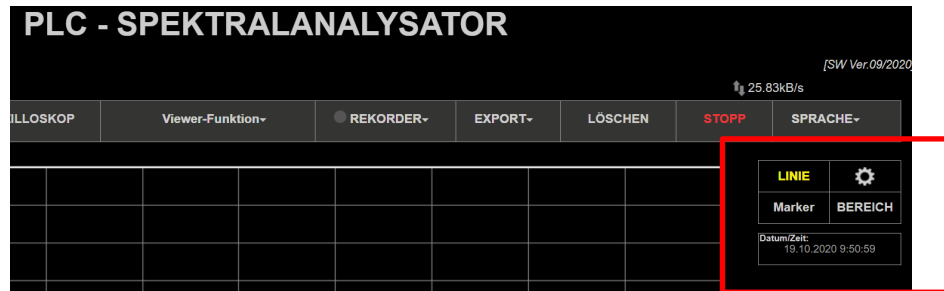 PLC - SPEKTRALANALYSATOR
[SW Ver.09/2020]
25.83kB/s
ILLOSKOP Viewer-Funktion REKORDER EXPORT LÖSCHEN STOPP SPRACHE
LINIE
Marker BEREICH
Datum/Zeit:
19.10.2020 9:50:59